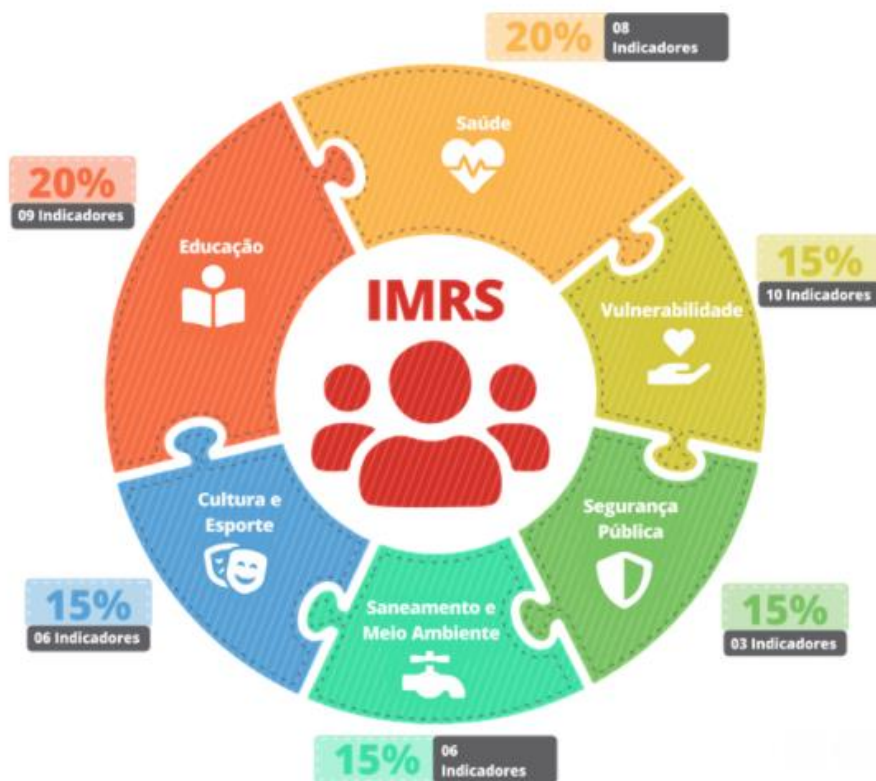 20%
08
Indicadores
Saúde
20%
09 Indicadores
Educação
15%
10 Indicadores
Vulnerabilidade
IMRS
Cultura e
Esporte
Segurança
Pública
15%
06 Indicadores
Saneamento e
Meio Ambiente
15%
03 Indicadores
15%
06
Indicadores